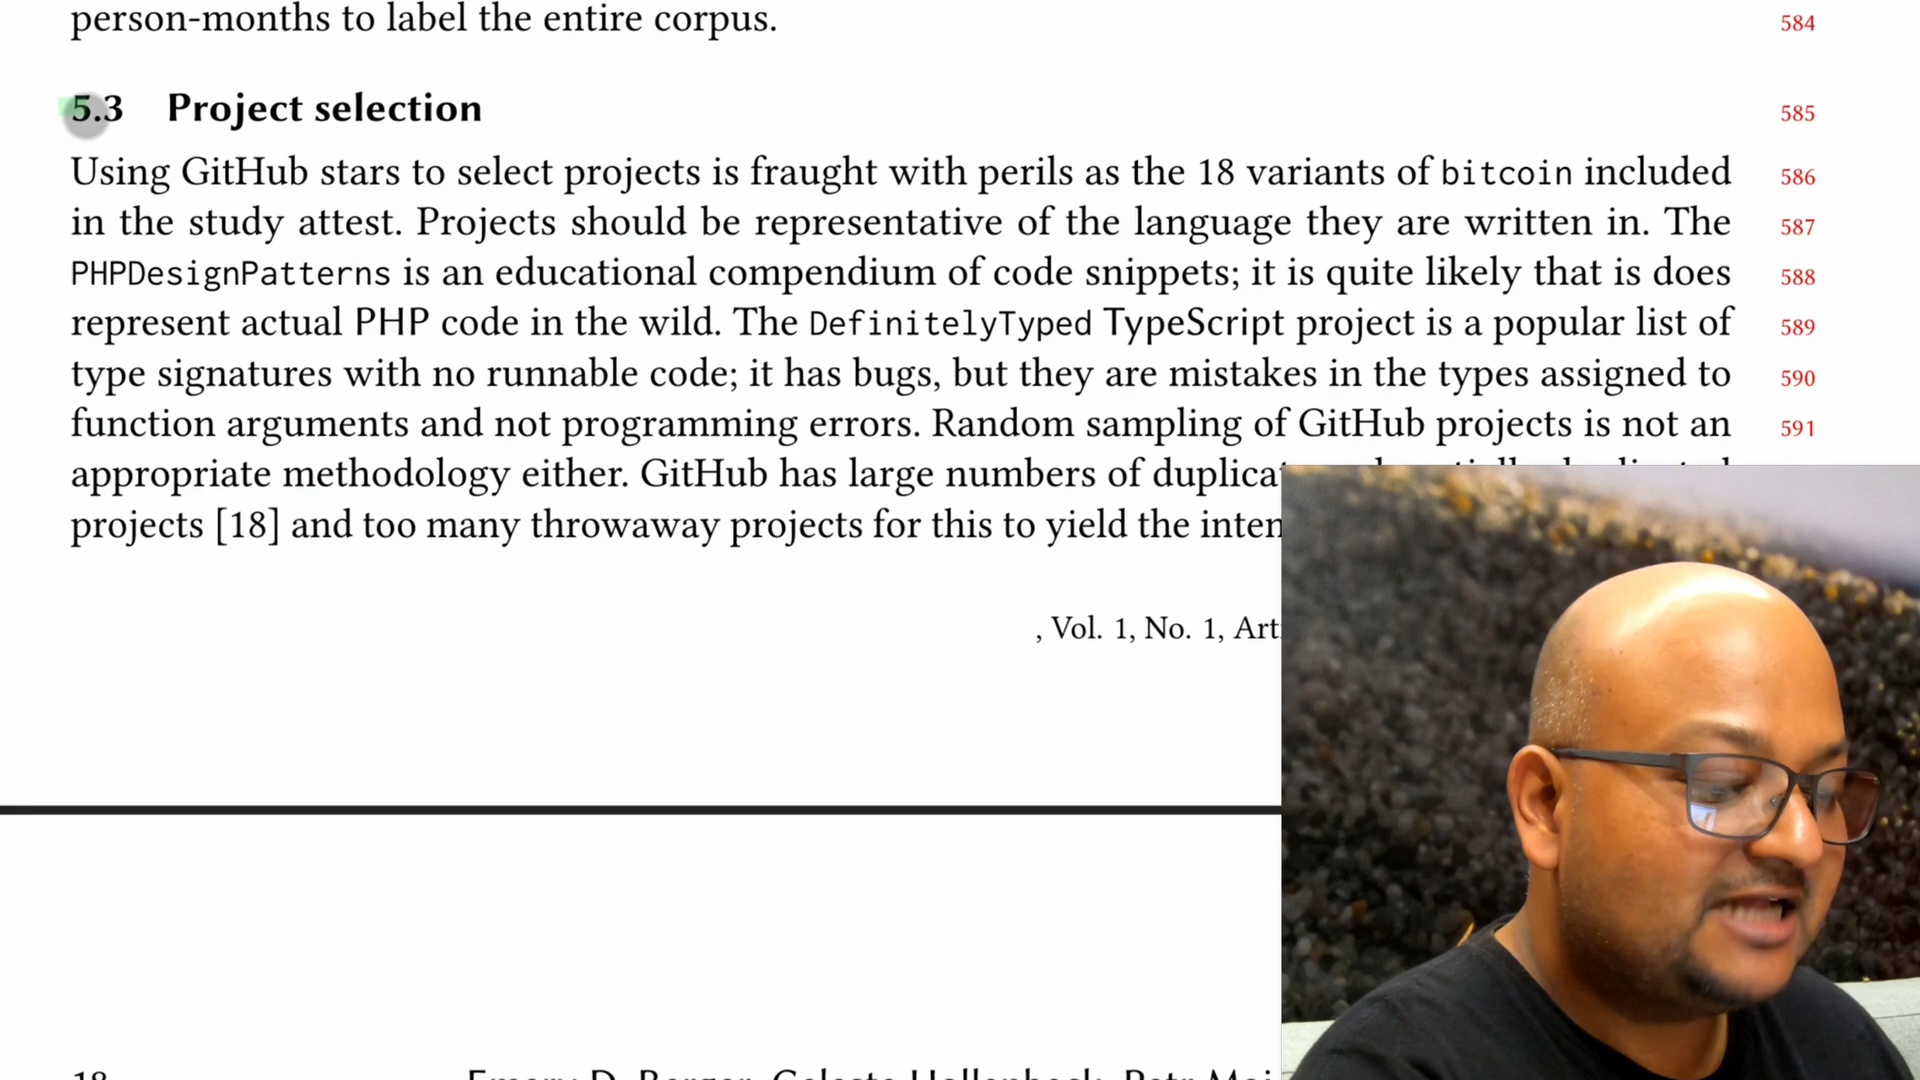 person-months to label the entire corpus. 584
5.3 Project selection 585
Using GitHub stars to select projects is fraught with perils as the 18 variants of bitcoin included 586
in the study attest. Projects should be representative of the language they are written in. The 587
PHPDesignPatterns is an educational compendium of code snippets; it is quite likely that is does 588
represent actual PHP code in the wild. The DefinitelyTyped TypeScript project is a popular list of 589
type signatures with no runnable code; it has bugs, but they are mistakes in the types assigned to 590
function arguments and not programming errors. Random sampling of GitHub projects is not an 591
appropriate methodology either. GitHub has large numbers of
projects [18] and too many throwaway projects for this to yield the
, Vol. 1, No. 1,
18 Emery D. Berger, Celeste Hollenbeck, Petr